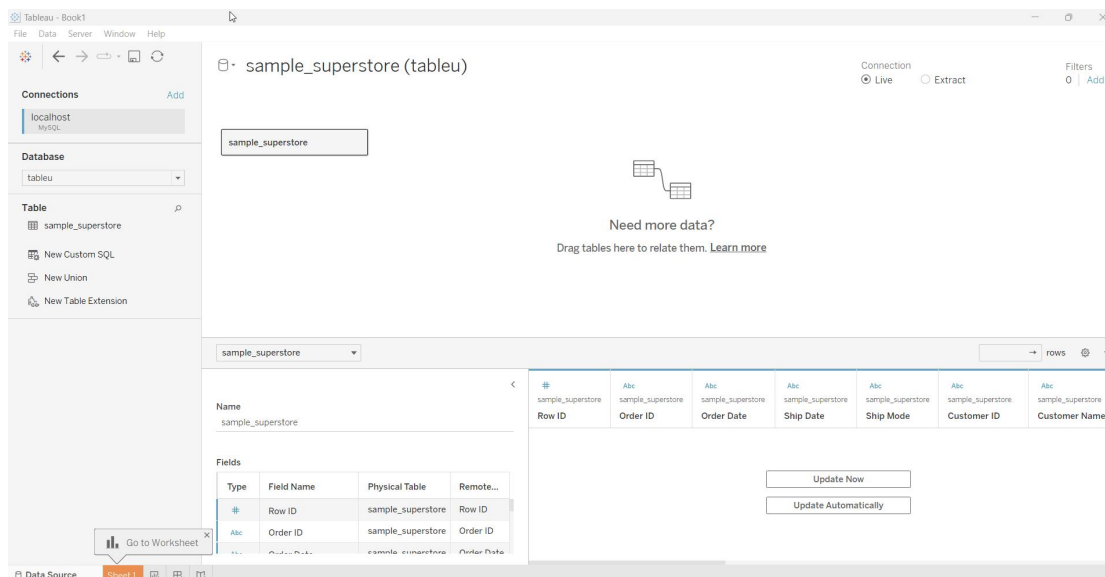 Tableau - Book1
File Data Server Window Help
Connections Add
localhost
MySQL
Database
tableu
Table
sample_superstore
New Custom SQL
New Union
New Table Extension
sample_superstore (tableu)
Connection
Live Extract
Filters
0 Add
sample_superstore
Need more data?
Drag tables here to relate them. Learn more
sample_superstore
rows
Name
sample_superstore
Fields
Type Field Name Physical Table Remote...
# Row ID sample_superstore Row ID
Abc Order ID sample_superstore Order ID
Abc Order Date sample_superstore Order Date
# Abc Abc Abc Abc Abc Abc
sample_superstore sample_superstore sample_superstore sample_superstore sample_superstore sample_superstore sample_superstore
Row ID Order ID Order Date Ship Date Ship Mode Customer ID Customer Name
Update Now
Update Automatically
Go to Worksheet
Data Source Sheet 1